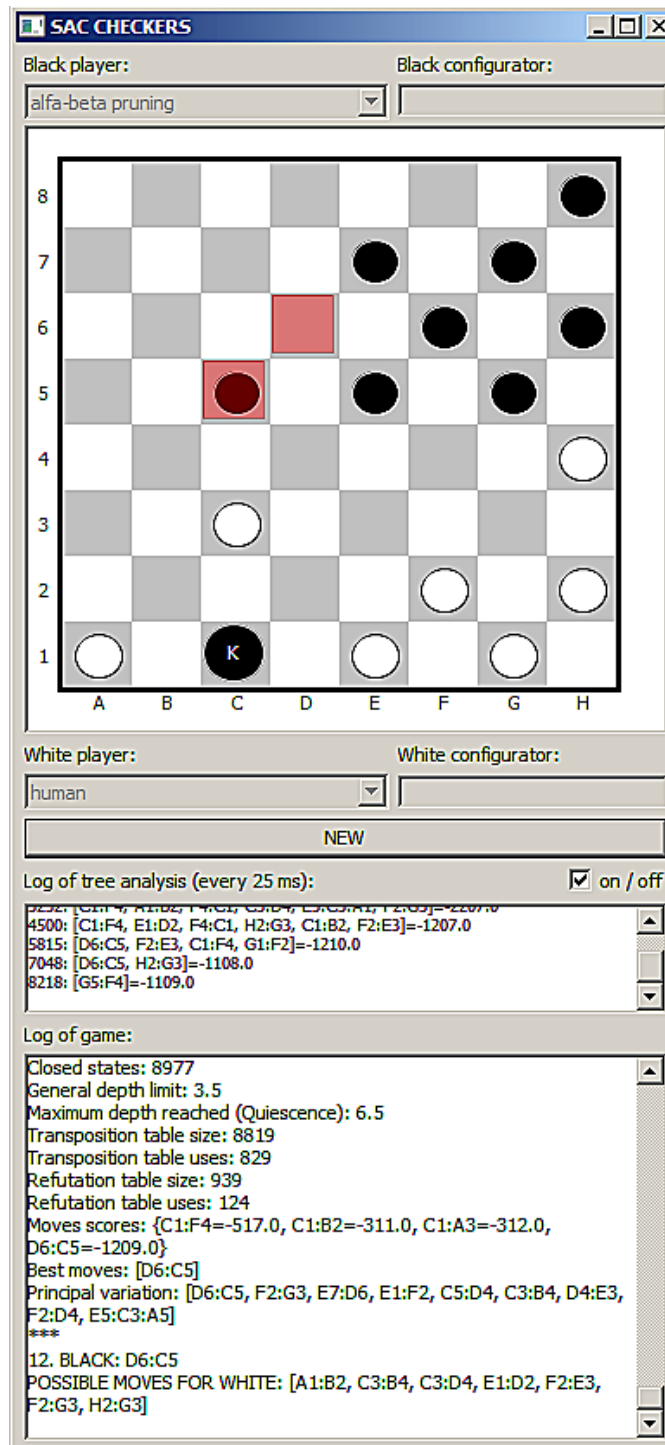 SAC CHECKERS
Black player: Black configurator:
alfa-beta pruning
8
7
6
5
4
3
2
1 K
A B C D E F G H
White player: White configurator:
human
NEW
Log of tree analysis (every 25 ms): on / off
4500: [C1:F4, E1:D2, F4:C1, H2:G3, C1:B2, F2:E3]=-1207.0
5815: [D6:C5, F2:E3, C1:F4, G1:F2]=-1210.0
7048: [D6:C5, H2:G3]=-1108.0
8218: [G5:F4]=-1109.0
Log of game:
Closed states: 8977
General depth limit: 3.5
Maximum depth reached (Quiescence): 6.5
Transposition table size: 8819
Transposition table uses: 829
Refutation table size: 939
Refutation table uses: 124
Moves scores: {C1:F4=-517.0, C1:B2=-311.0, C1:A3=-312.0,
D6:C5=-1209.0}
Best moves: [D6:C5]
Principal variation: [D6:C5, F2:G3, E7:D6, E1:F2, C5:D4, C3:B4, D4:E3,
F2:D4, E5:C3:A5]
***
12. BLACK: D6:C5
POSSIBLE MOVES FOR WHITE: [A1:B2, C3:B4, C3:D4, E1:D2, F2:E3,
F2:G3, H2:G3]